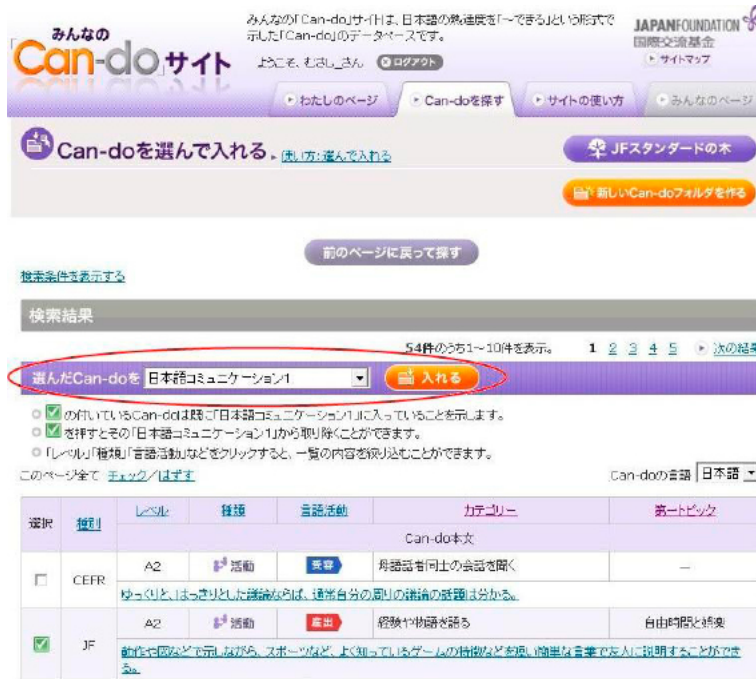 みんなの「Can-do」サイトは、日本語の熟達度を「～できる」という形式で
示した「Can-do」のデータベースです。
JAPANFOUNDATION
国際交流基金
サイトマップ
みんなの
「Can-do」サイト
ようこそ、むさし_さん ログアウト
わたしのページ Can-doを探す サイトの使い方 みんなのページ
Can-doを選んで入れる。 使い方:選んで入れる
JFスタンダードの木
新しいCan-doフォルダを作る
前のページに戻って探す
検索条件を表示する
検索結果
54件のうち1～10件を表示。 1 2 3 4 5 次の結果
選んだCan-doを 日本語コミュニケーション1 入れる
の付いているCan-doは既に「日本語コミュニケーション1」に入っていることを示します。
を押すとその「日本語コミュニケーション1」から取り除くことができます。
「レベル」「種類」「言語活動」などをクリックすると、一覧の内容を絞り込むことができます。
このページ全て チェック／はずす Can-doの言語 日本語
選択 種別 レベル 種類 言語活動 カテゴリー 第一トピック
Can-do本文
CEFR A2 活動 受容 母語話者同士の会話を聞く —
ゆっくりと、はっきりとした議論ならば、通常自分の周りの議論の話題は分かる。
JF A2 活動 産出 経験や物語を語る 自由時間と娯楽
動作や図などで示しながら、スポーツなど、よく知っているゲームの特徴などを短い簡単な言葉で友人に説明することができ
る。